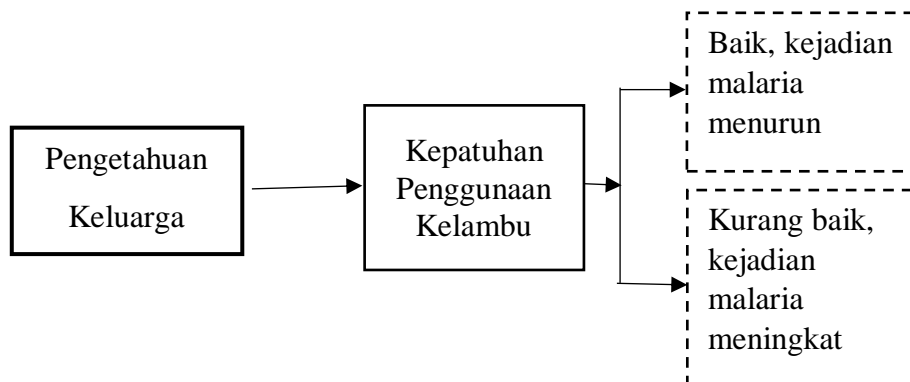 Pengetahuan
Keluarga
Kepatuhan
Penggunaan
Kelambu
Baik, kejadian
malaria
menurun
Kurang baik,
kejadian
malaria
meningkat